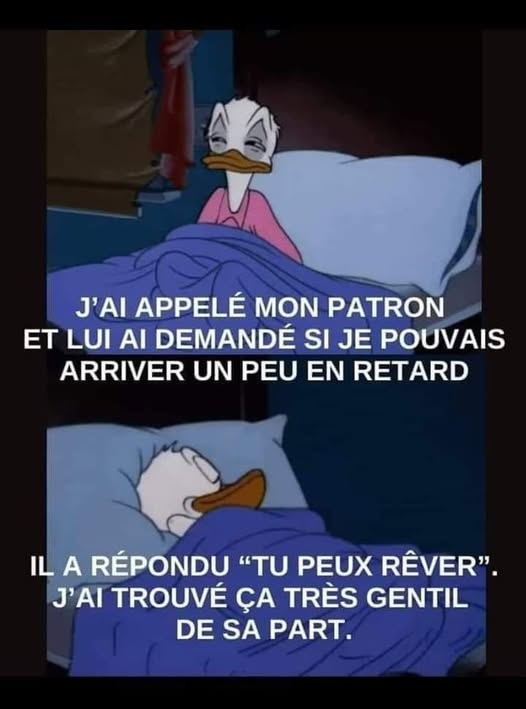 J'AI APPELÉ MON PATRON
ET LUI AI DEMANDÉ SI JE POUVAIS
ARRIVER UN PEU EN RETARD
IL A RÉPONDU “TU PEUX RÊVER”.
J'AI TROUVÉ ÇA TRÈS GENTIL
DE SA PART.